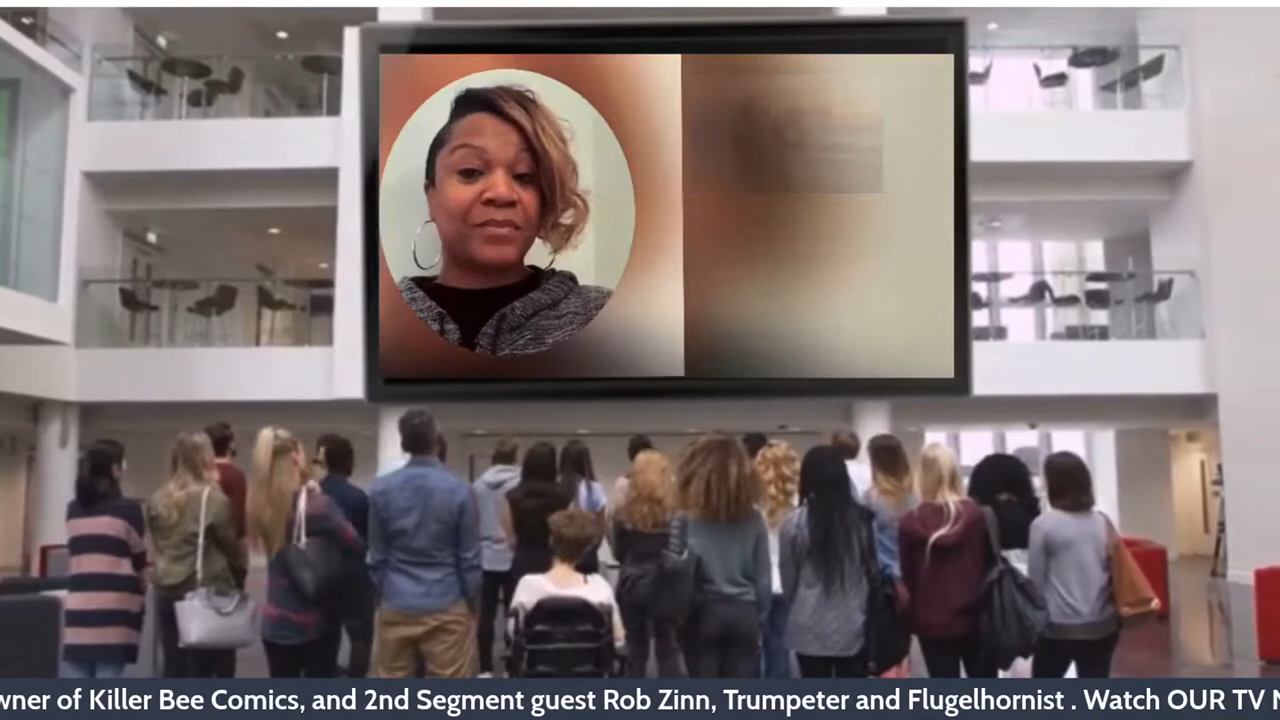 wner of Killer Bee Comics, and 2nd Segment guest Rob Zinn, Trumpeter and Flugelhornist . Watch OUR TV N